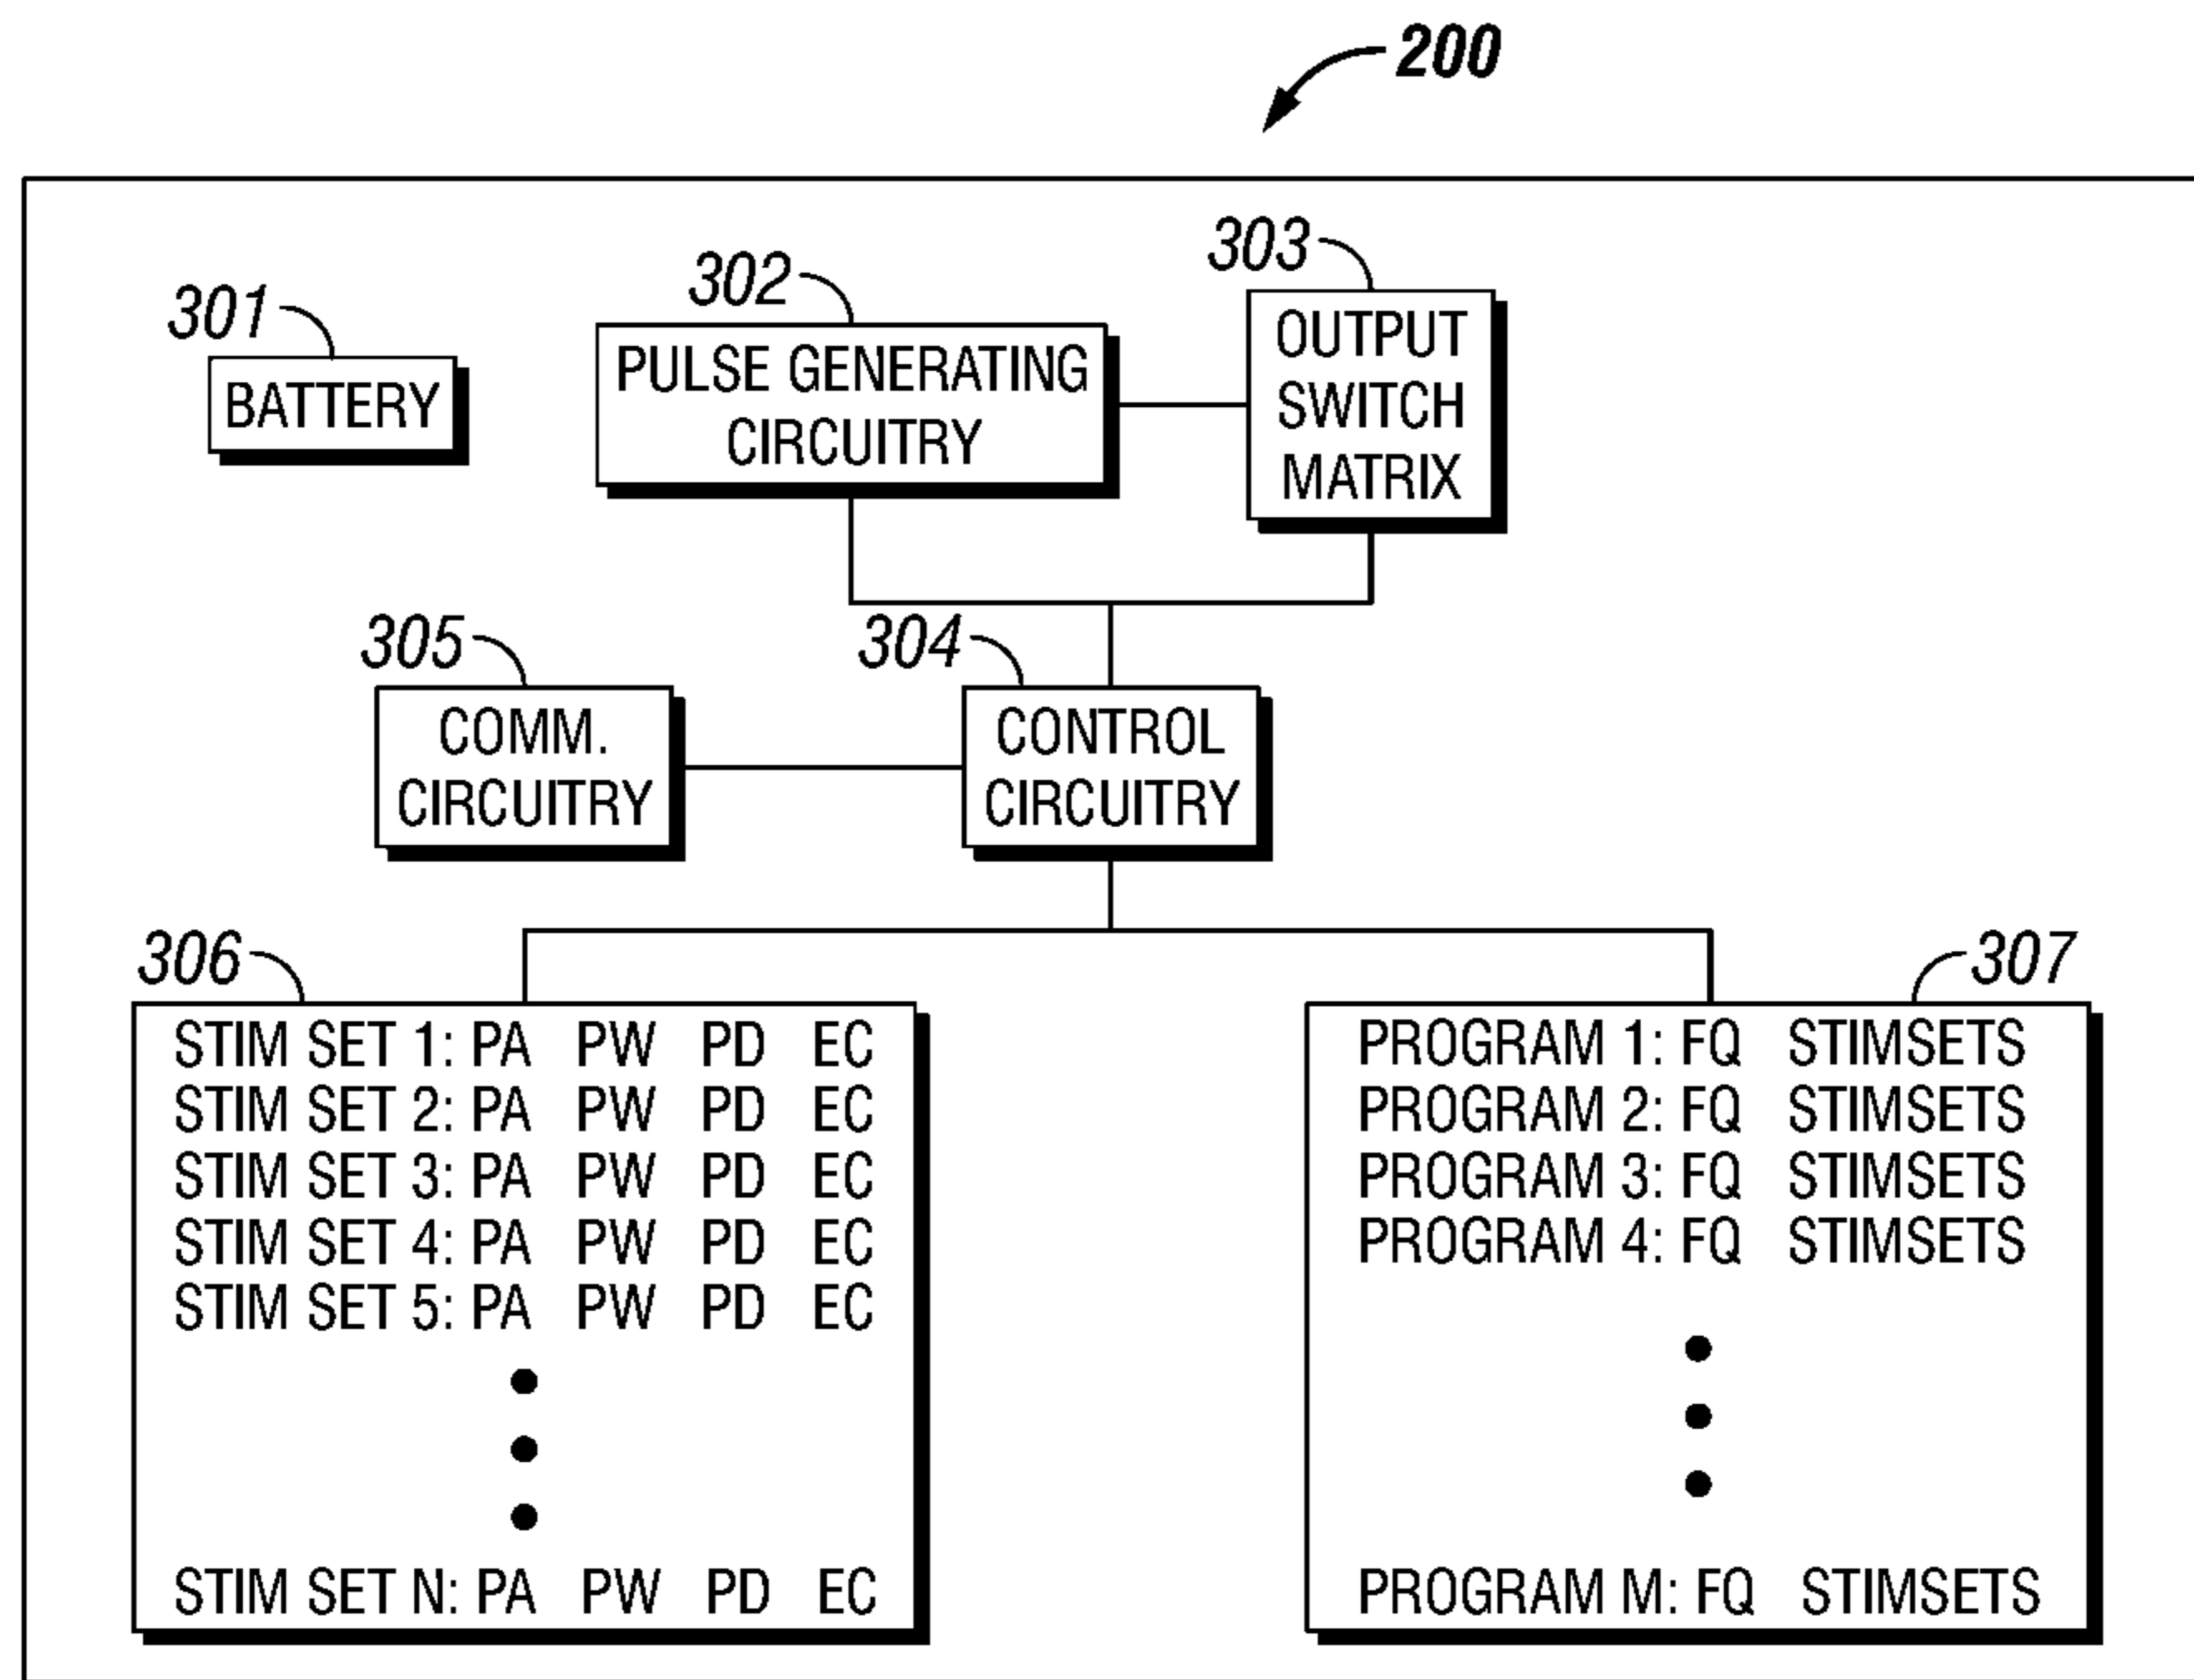 200
301
BATTERY
302
PULSE GENERATING
CIRCUITRY
303
OUTPUT
SWITCH
MATRIX
305
COMM.
CIRCUITRY
304
CONTROL
CIRCUITRY
306
STIM SET 1: PA PW PD EC
STIM SET 2: PA PW PD EC
STIM SET 3: PA PW PD EC
STIM SET 4: PA PW PD EC
STIM SET 5: PA PW PD EC
STIM SET N: PA PW PD EC
307
PROGRAM 1: FQ STIMSETS
PROGRAM 2: FQ STIMSETS
PROGRAM 3: FQ STIMSETS
PROGRAM 4: FQ STIMSETS
PROGRAM M: FQ STIMSETS